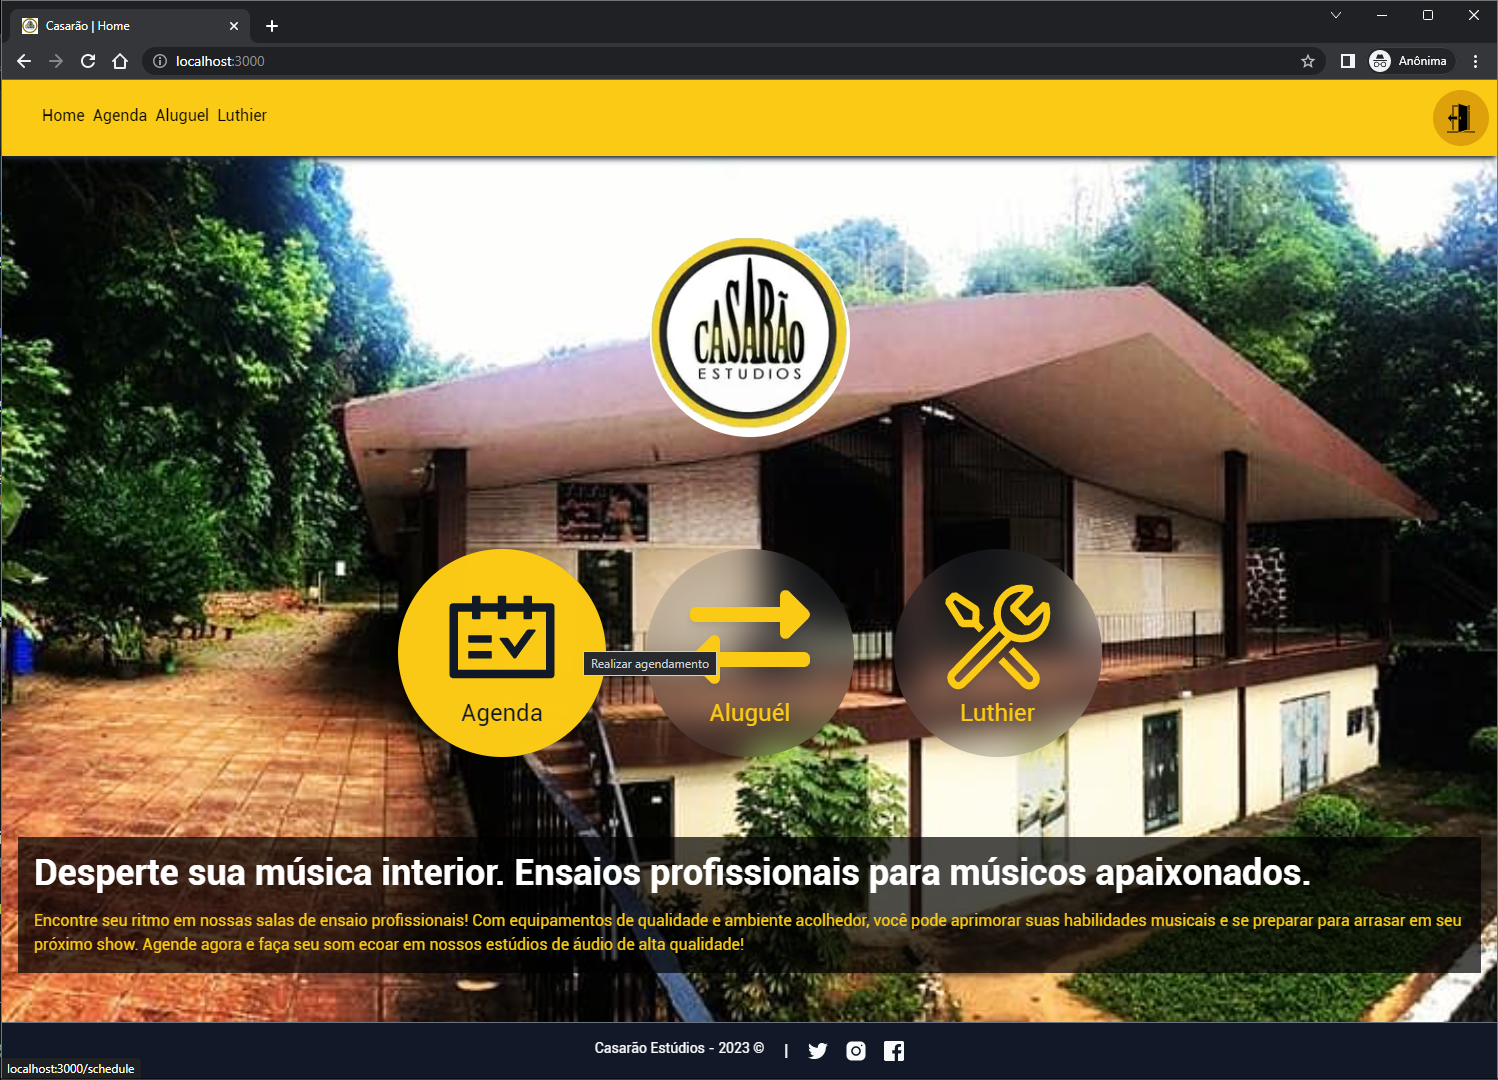 Casarão | Home
localhost:3000
Anônima
Home Agenda Aluguel Luthier
CASARÃO
ESTUDIOS
Realizar agendamento
Agenda
Aluguél
Luthier
Desperte sua música interior. Ensaios profissionais para músicos apaixonados.
Encontre seu ritmo em nossas salas de ensaio profissionais! Com equipamentos de qualidade e ambiente acolhedor, você pode aprimorar suas habilidades musicais e se preparar para arrasar em seu
próximo show. Agende agora e faça seu som ecoar em nossos estúdios de áudio de alta qualidade!
Casarão Estúdios - 2023 © |
localhost:3000/schedule